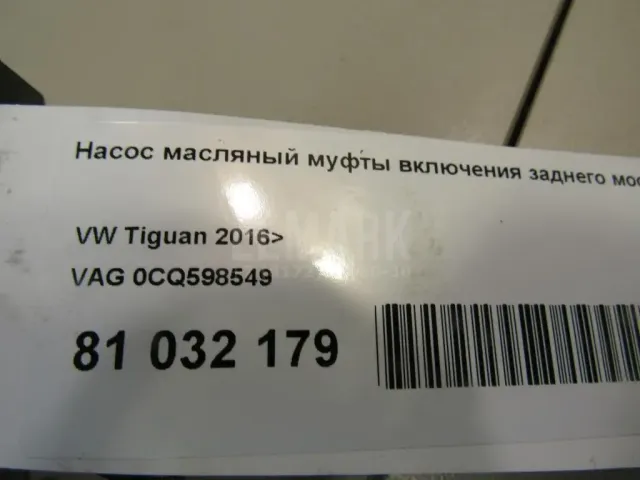 Насос масляный муфты включения заднего мос
VW Tiguan 2016>
VAG 0CQ598549
81 032 179